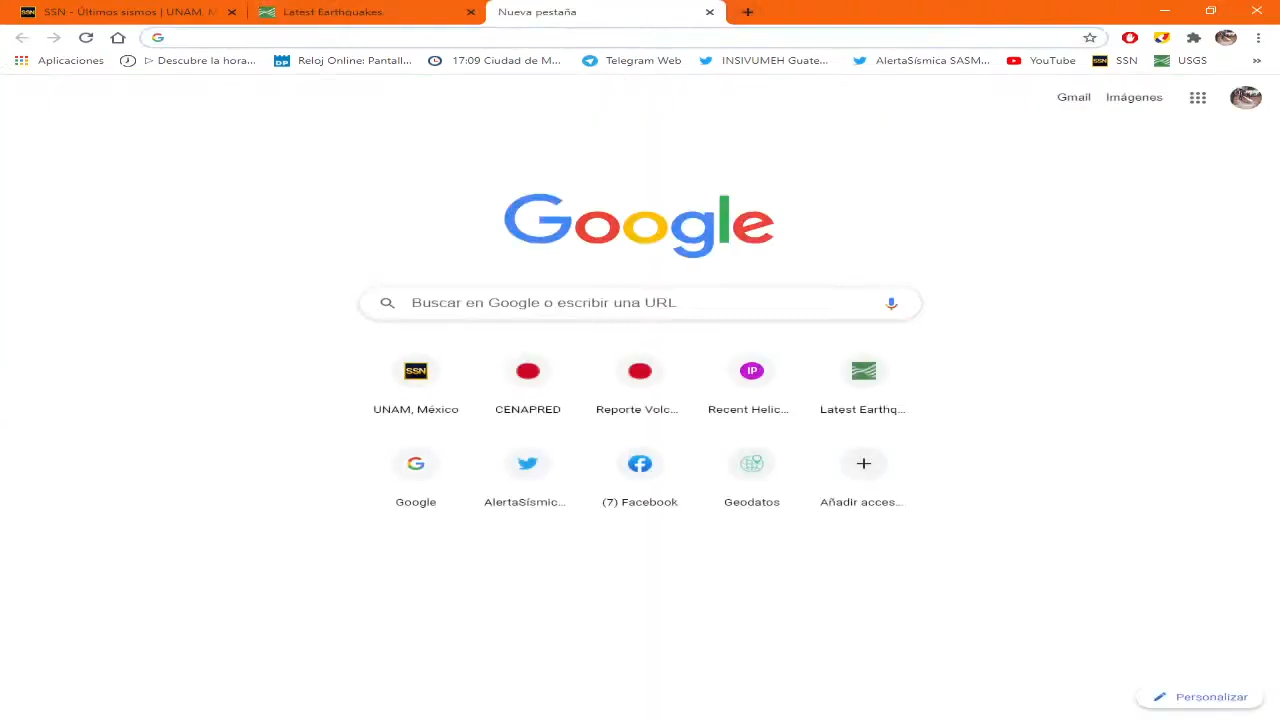 SSN - Últimos sismos | UNAM, M
Latest Earthquakes
Nueva pestaña
Aplicaciones
▷ Descubre la hora...
DP Reloj Online: Pantall...
17:09 Ciudad de M...
Telegram Web
INSIVUMEH Guate...
AlertaSísmica SASM...
YouTube
SSN SSN
USGS
»
Gmail Imágenes
Google
Buscar en Google o escribir una URL
SSN IP
UNAM, México CENAPRED Reporte Volc... Recent Helic... Latest Earthq...
Google AlertaSísmic... (7) Facebook Geodatos Añadir acces...
Personalizar